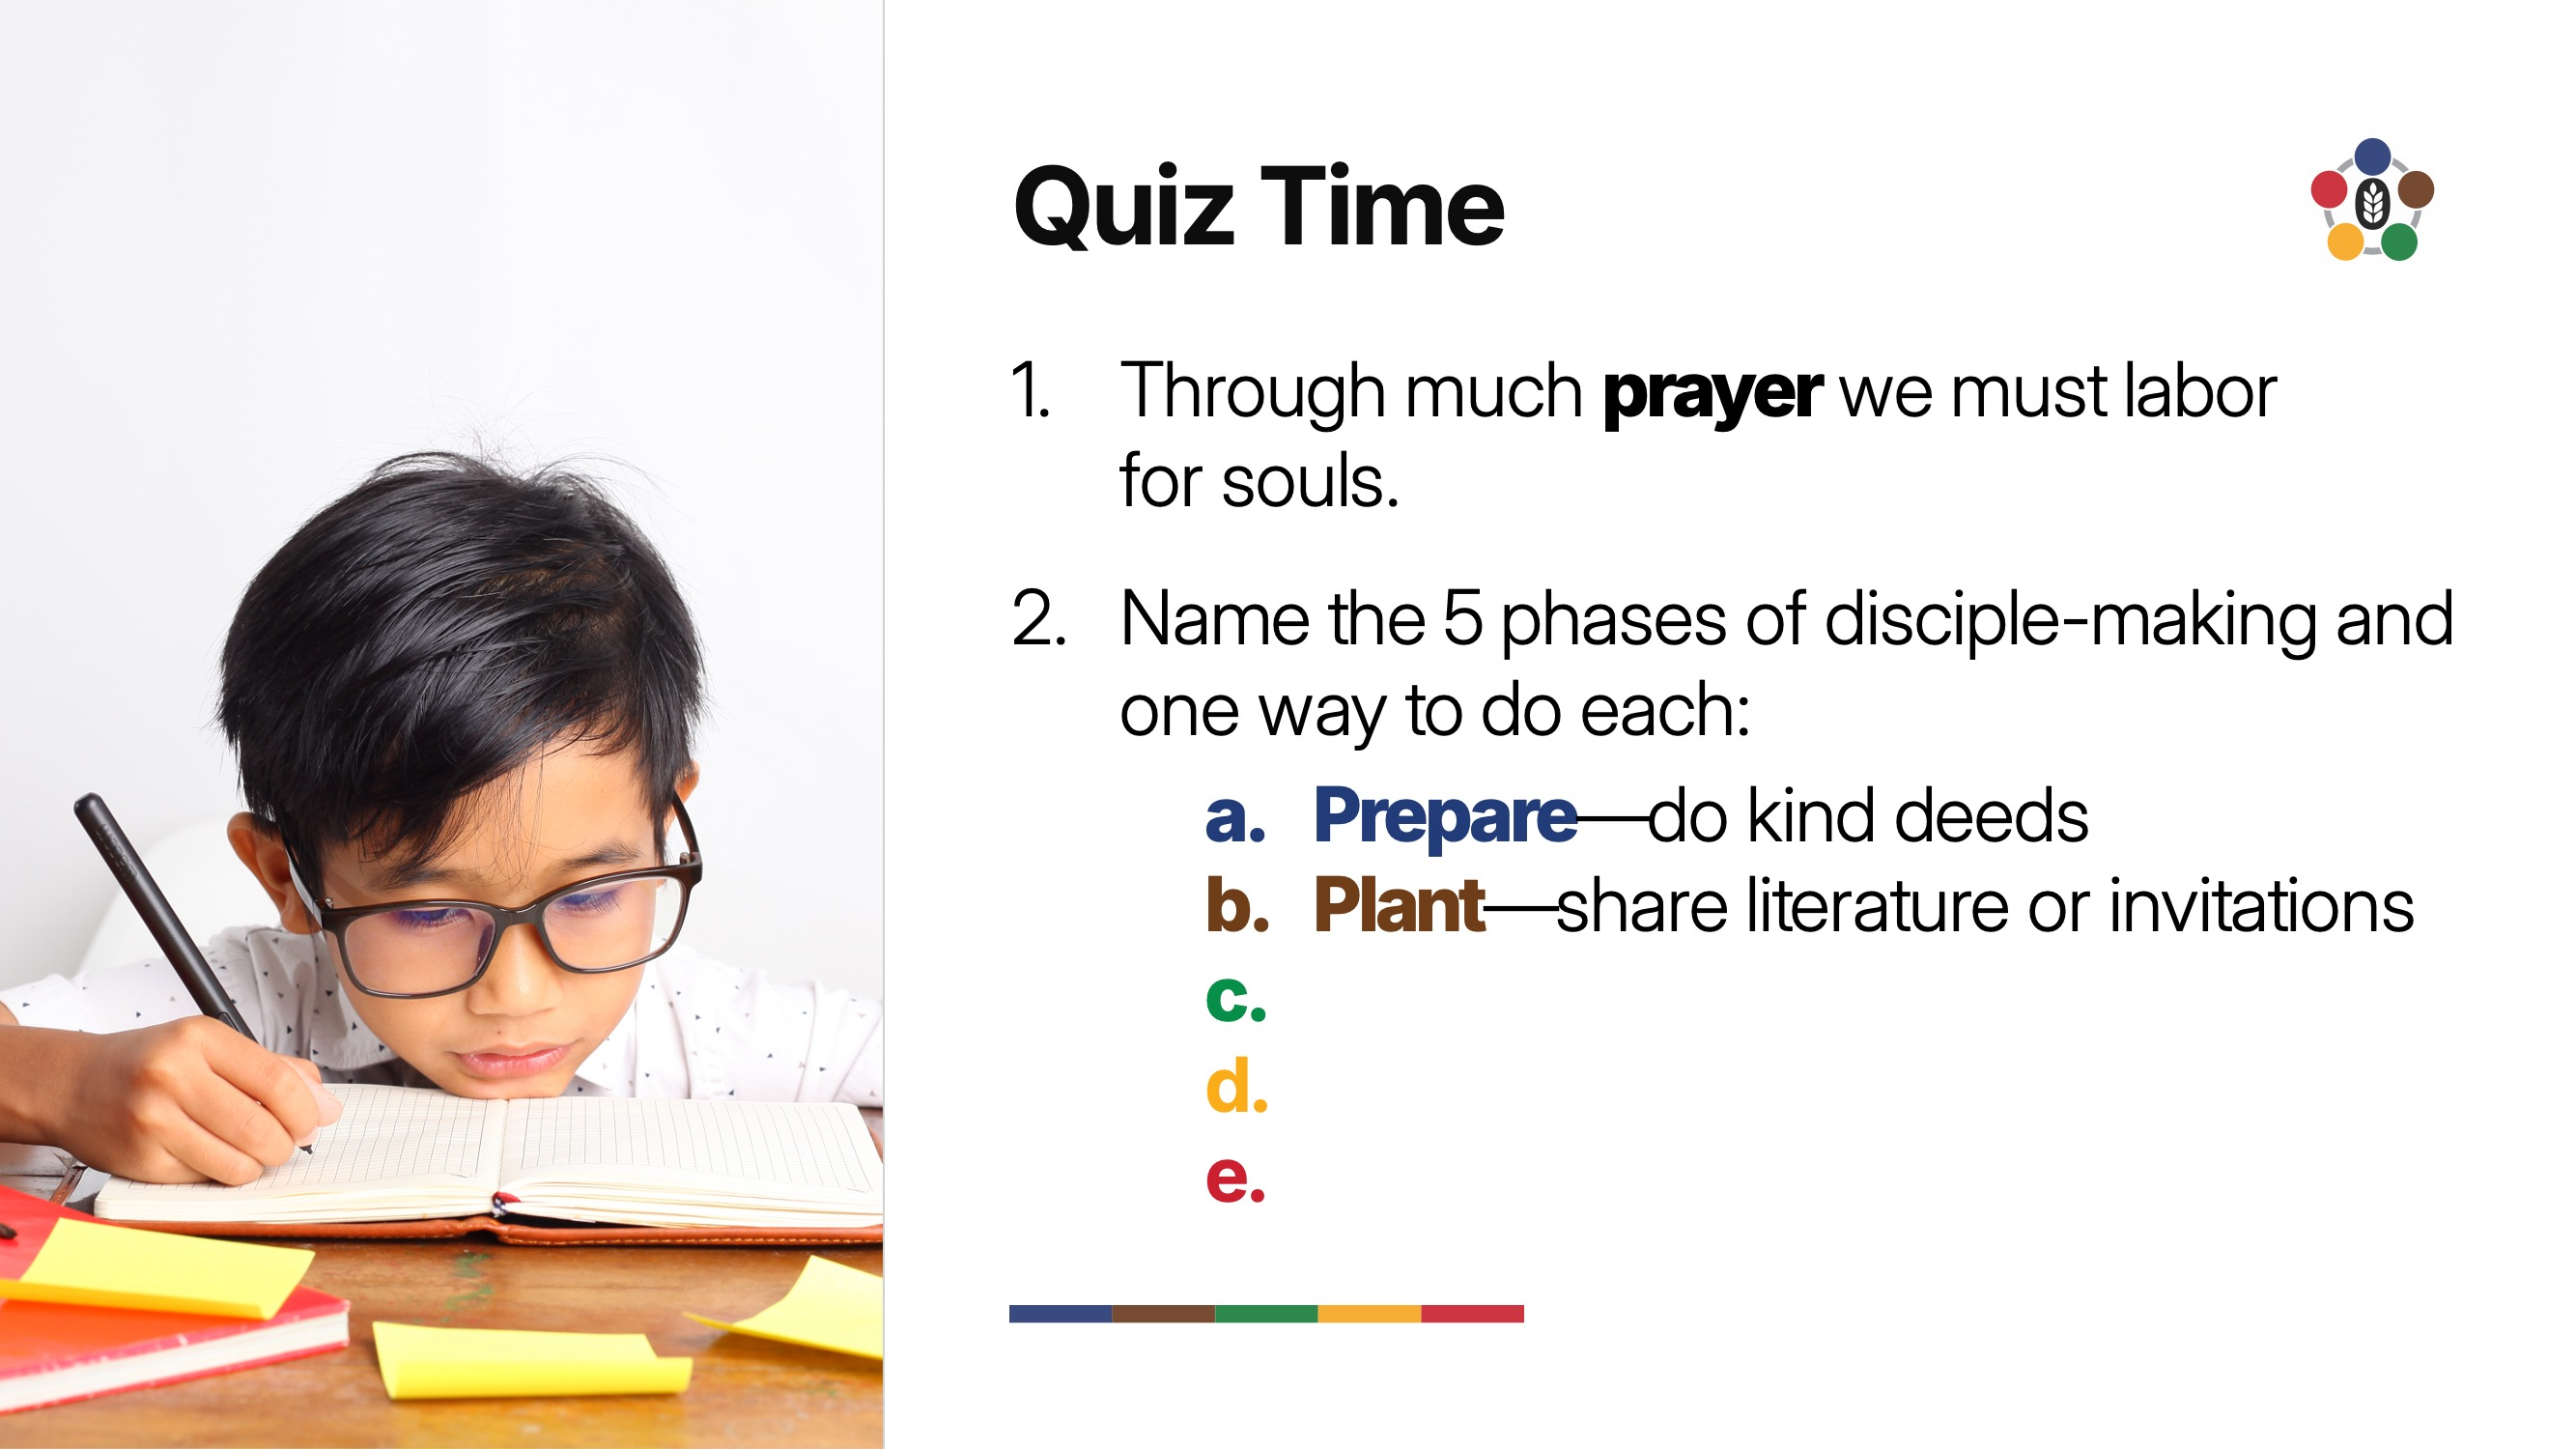 Quiz Time
1. Through much prayer we must labor
for souls.
2. Name the 5 phases of disciple-making and
one way to do each:
a. Prepare—do kind deeds
b. Plant—share literature or invitations
c.
d.
e.